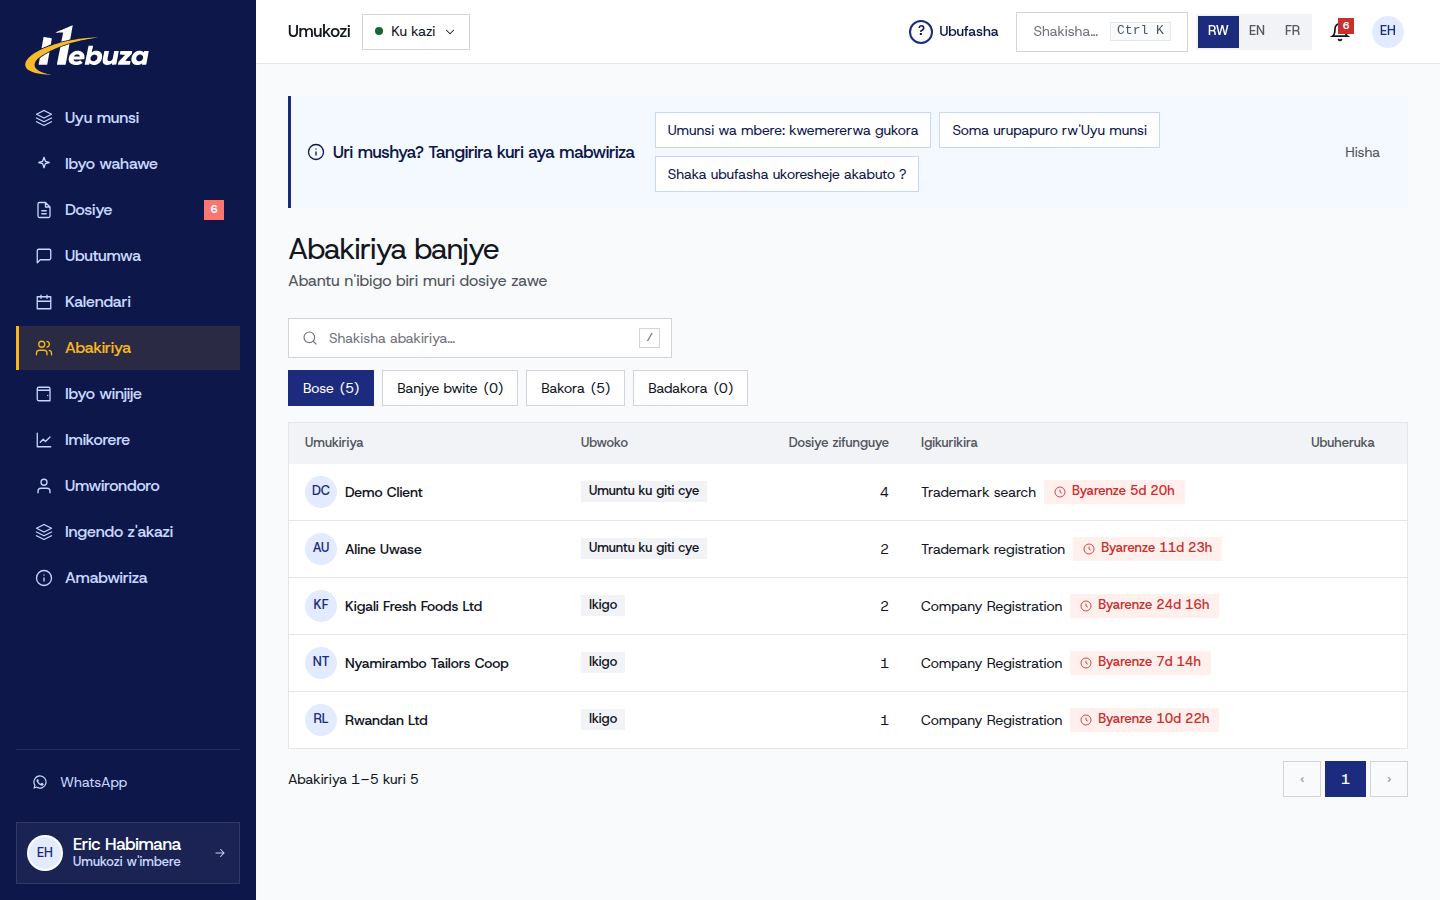 Hebuza
Umukozi
Ku kazi
? Ubufasha
Shakisha... Ctrl K
RW EN FR
6
EH
Uyu munsi
Ibyo wahawe
Dosiye 6
Ubutumwa
Kalendari
Abakiriya
Ibyo winjije
Imikorere
Umwirondoro
Ingendo z'akazi
Amabwiriza
WhatsApp
EH
Eric Habimana
Umukozi w'imbere
Uri mushya? Tangirira kuri aya mabwiriza
Umunsi wa mbere: kwemererwa gukora
Soma urupapuro rw'Uyu munsi
Shaka ubufasha ukoresheje akabuto ?
Hisha
Abakiriya banjye
Abantu n'ibigo biri muri dosiye zawe
Shakisha abakiriya... /
Bose (5) Banjye bwite (0) Bakora (5) Badakora (0)
Umukiriya Ubwoko Dosiye zifunguye Igikurikira Ubuheruka
DC Demo Client Umuntu ku giti cye 4 Trademark search Byarenze 5d 20h
AU Aline Uwase Umuntu ku giti cye 2 Trademark registration Byarenze 11d 23h
KF Kigali Fresh Foods Ltd Ikigo 2 Company Registration Byarenze 24d 16h
NT Nyamirambo Tailors Coop Ikigo 1 Company Registration Byarenze 7d 14h
RL Rwandan Ltd Ikigo 1 Company Registration Byarenze 10d 22h
Abakiriya 1–5 kuri 5
‹ 1 ›